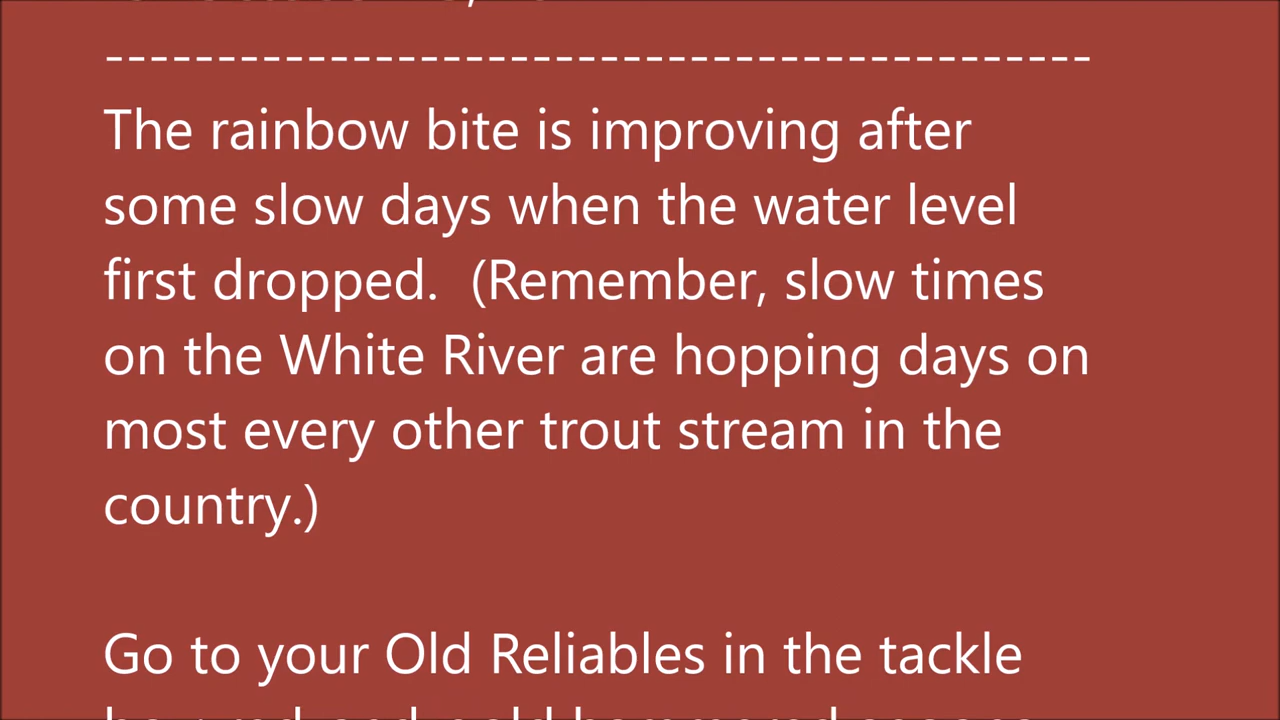 --------------------------------------------
The rainbow bite is improving after
some slow days when the water level
first dropped.  (Remember, slow times
on the White River are hopping days on
most every other trout stream in the
country.)
Go to your Old Reliables in the tackle